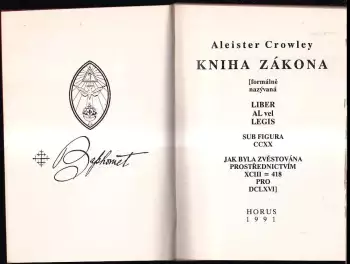 Baphomet
Aleister Crowley
KNIHA ZÁKONA
[formálně
nazývaná
LIBER
AL vel
LEGIS
SUB FIGURA
CCXX
JAK BYLA ZVĚSTOVÁNA
PROSTŘEDNICTVÍM
XCIII = 418
PRO
DCLXVI]
HORUS
1991